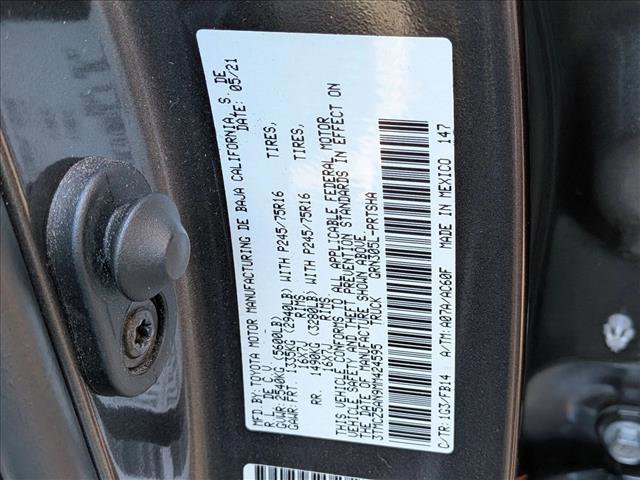 MFD.BY:TOYOTA MOTOR MANUFACTURING DE BAJA CALIFORNIA S. DE
R. L. DE C.V. DATE: 05/21
GVWR 2540KG (5600LB)
GAWR:FRT. 1335KG (2940LB) WITH P245/75R16 TIRES,
16X7J RIMS
RR. 1490KG (3280LB) WITH P245/75R16 TIRES,
16X7J RIMS
THIS VEHICLE CONFORMS TO ALL APPLICABLE FEDERAL MOTOR
VEHICLE SAFETY AND THEFT PREVENTION STANDARDS IN EFFECT ON
THE DATE OF MANUFACTURE SHOWN ABOVE.
TRUCK GRN305L-PRTSHA
C/TR:1G3/FB14 A/TM:A07A/AC60F MADE IN MEXICO 147